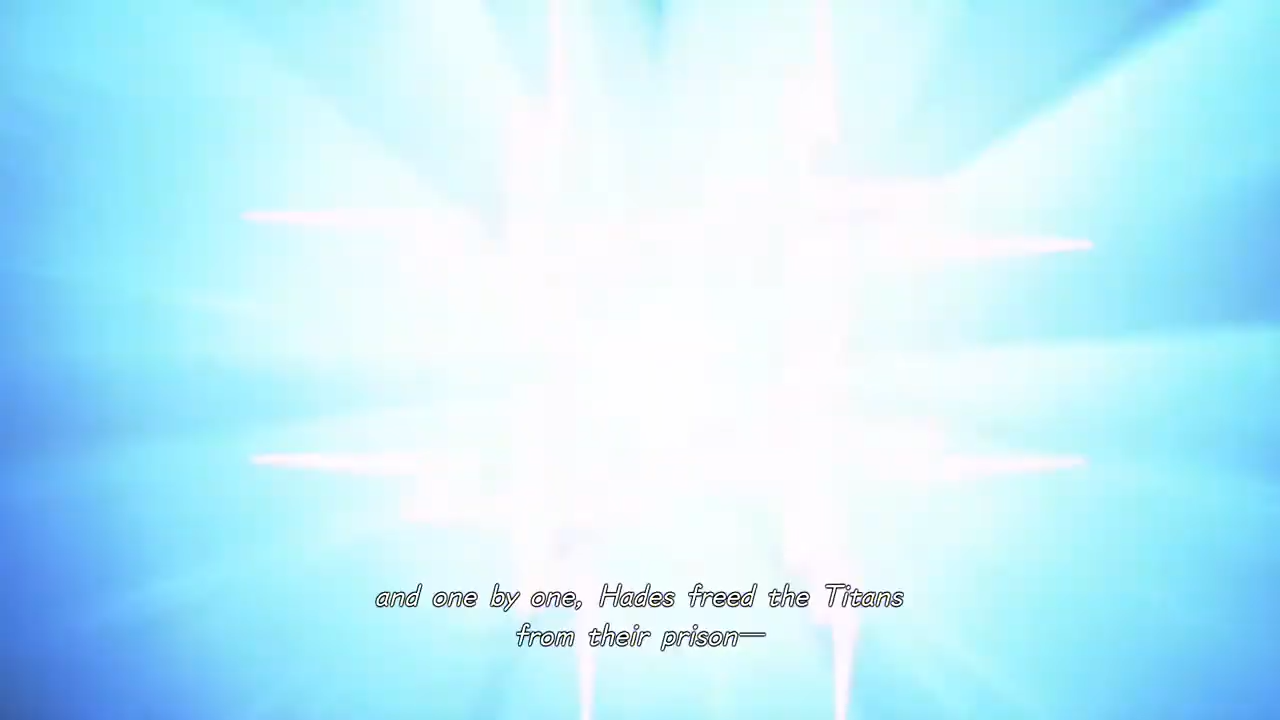 and one by one, Hades freed the Titans
from their prison—